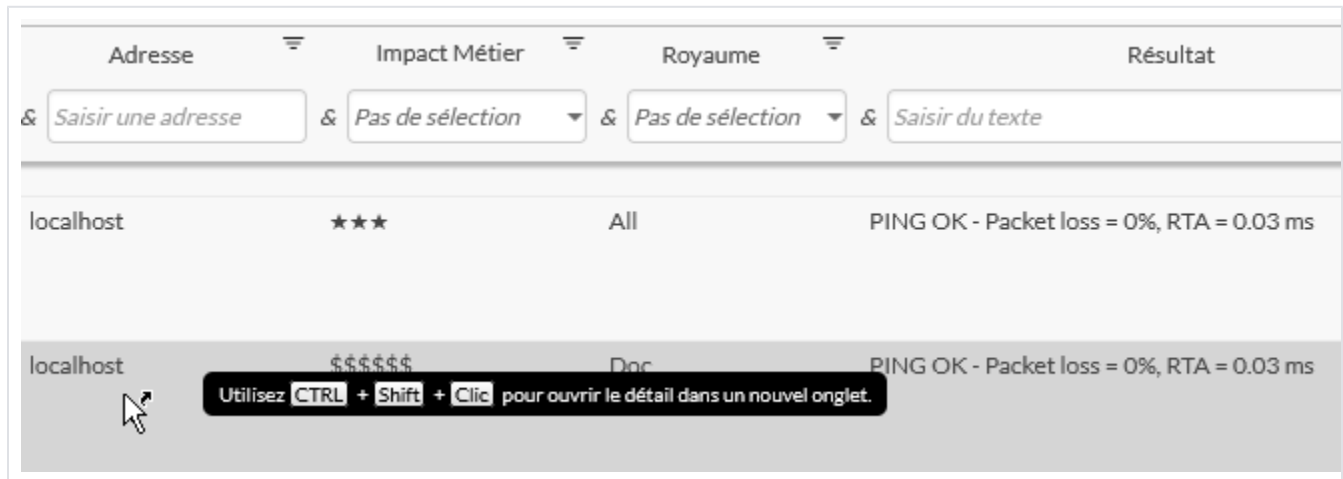 Adresse Impact Métier Royaume Résultat
& Saisir une adresse & Pas de sélection & Pas de sélection & Saisir du texte
localhost ★★★ All PING OK - Packet loss = 0%, RTA = 0.03 ms
localhost $$$$$$ Doc PING OK - Packet loss = 0%, RTA = 0.03 ms
Utilisez CTRL + Shift + Clic pour ouvrir le détail dans un nouvel onglet.